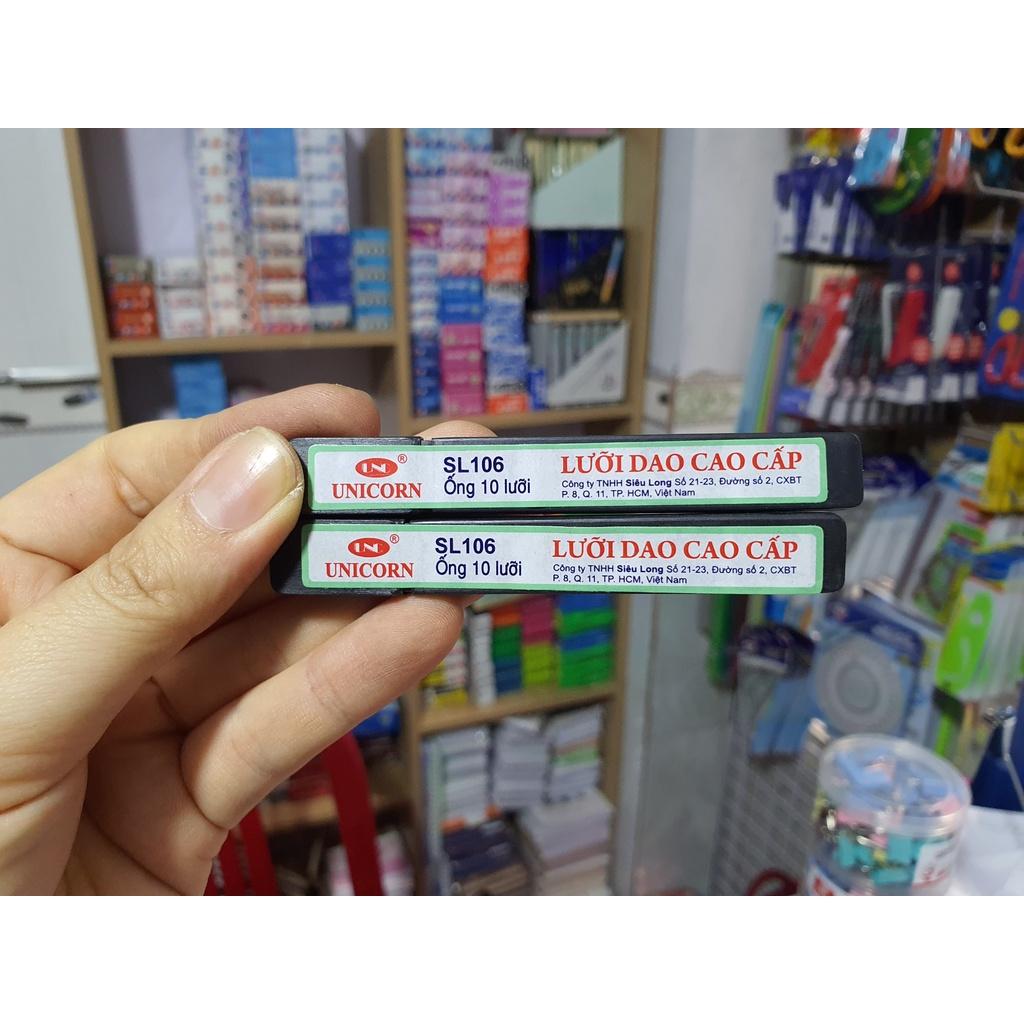 UNI ®
UNICORN
SL106
Ống 10 lưỡi
LƯỠI DAO CAO CẤP
Công ty TNHH Siêu Long Số 21-23, Đường số 2, CXBT
P. 8, Q. 11, TP. HCM, Việt Nam
UNI ®
UNICORN
SL106
Ống 10 lưỡi
LƯỠI DAO CAO CẤP
Công ty TNHH Siêu Long Số 21-23, Đường số 2, CXBT
P. 8, Q. 11, TP. HCM, Việt Nam